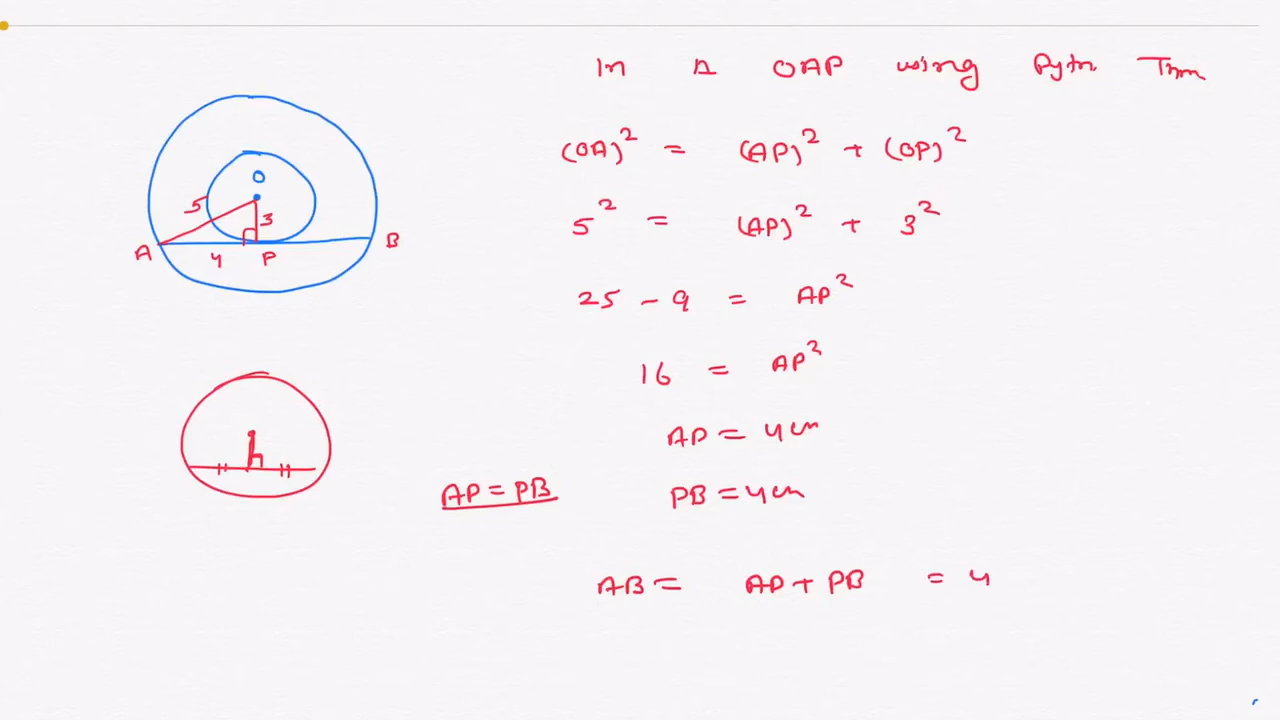 In Δ OAP using Pyth. Thm
(OA)² = (AP)² + (OP)²
5² = (AP)² + 3²
25 - 9 = AP²
16 = AP²
AP = 4cm
AP = PB
PB = 4cm
AB = AP + PB = 4
O
5
3
A
4
P
B